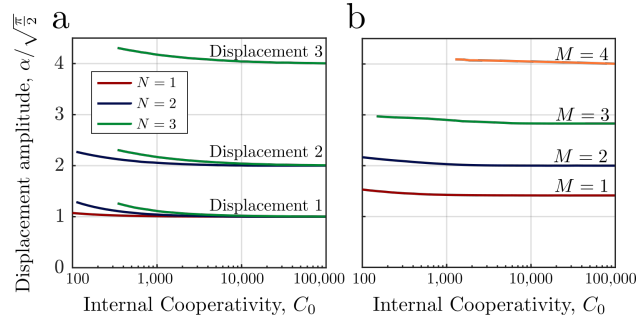 a
b
Displacement amplitude, α/√π/2
5
4
3
2
1
0
Displacement 3
N = 1
N = 2
N = 3
Displacement 2
Displacement 1
100
1,000
10,000
100,000
Internal Cooperativity, C₀
M = 4
M = 3
M = 2
M = 1
100
1,000
10,000
100,000
Internal Cooperativity, C₀